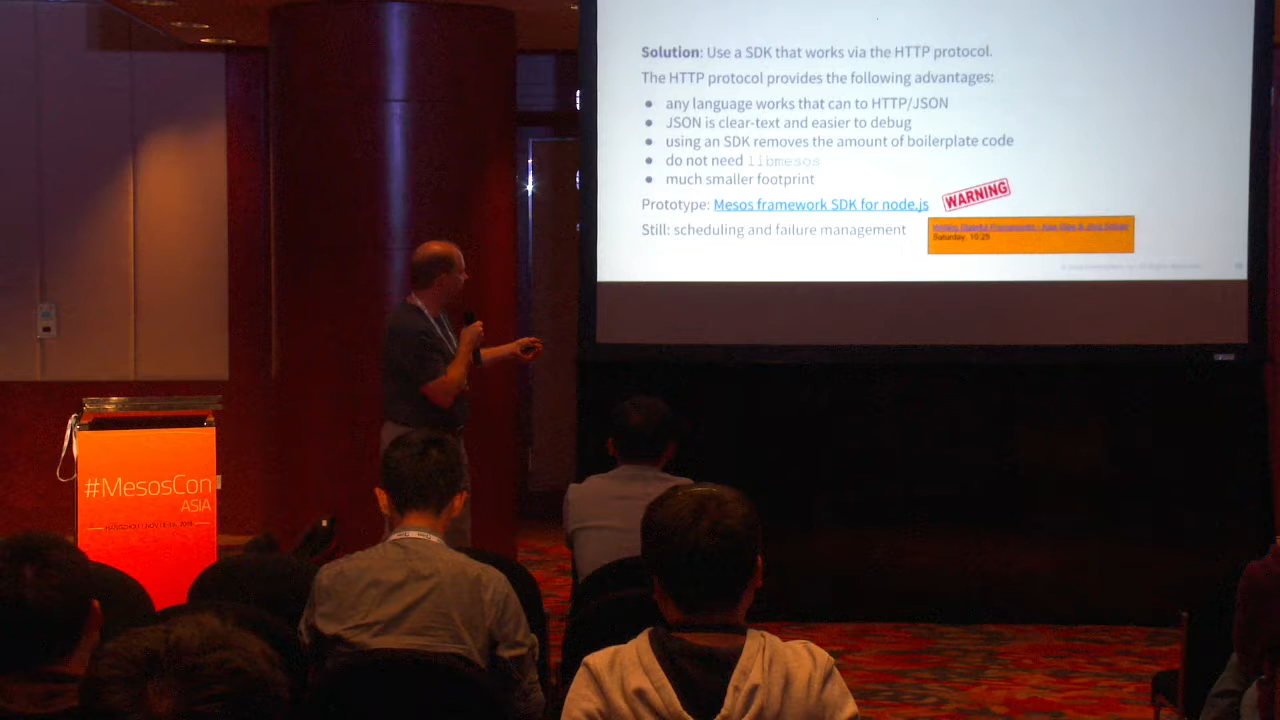 Solution: Use a SDK that works via the HTTP protocol.
The HTTP protocol provides the following advantages:
● any language works that can to HTTP/JSON
● JSON is clear-text and easier to debug
● using an SDK removes the amount of boilerplate code
● do not need libmesos
● much smaller footprint
Prototype: Mesos framework SDK for node.js
WARNING
Still: scheduling and failure management
Saturday, 10:25
#MesosCon
ASIA